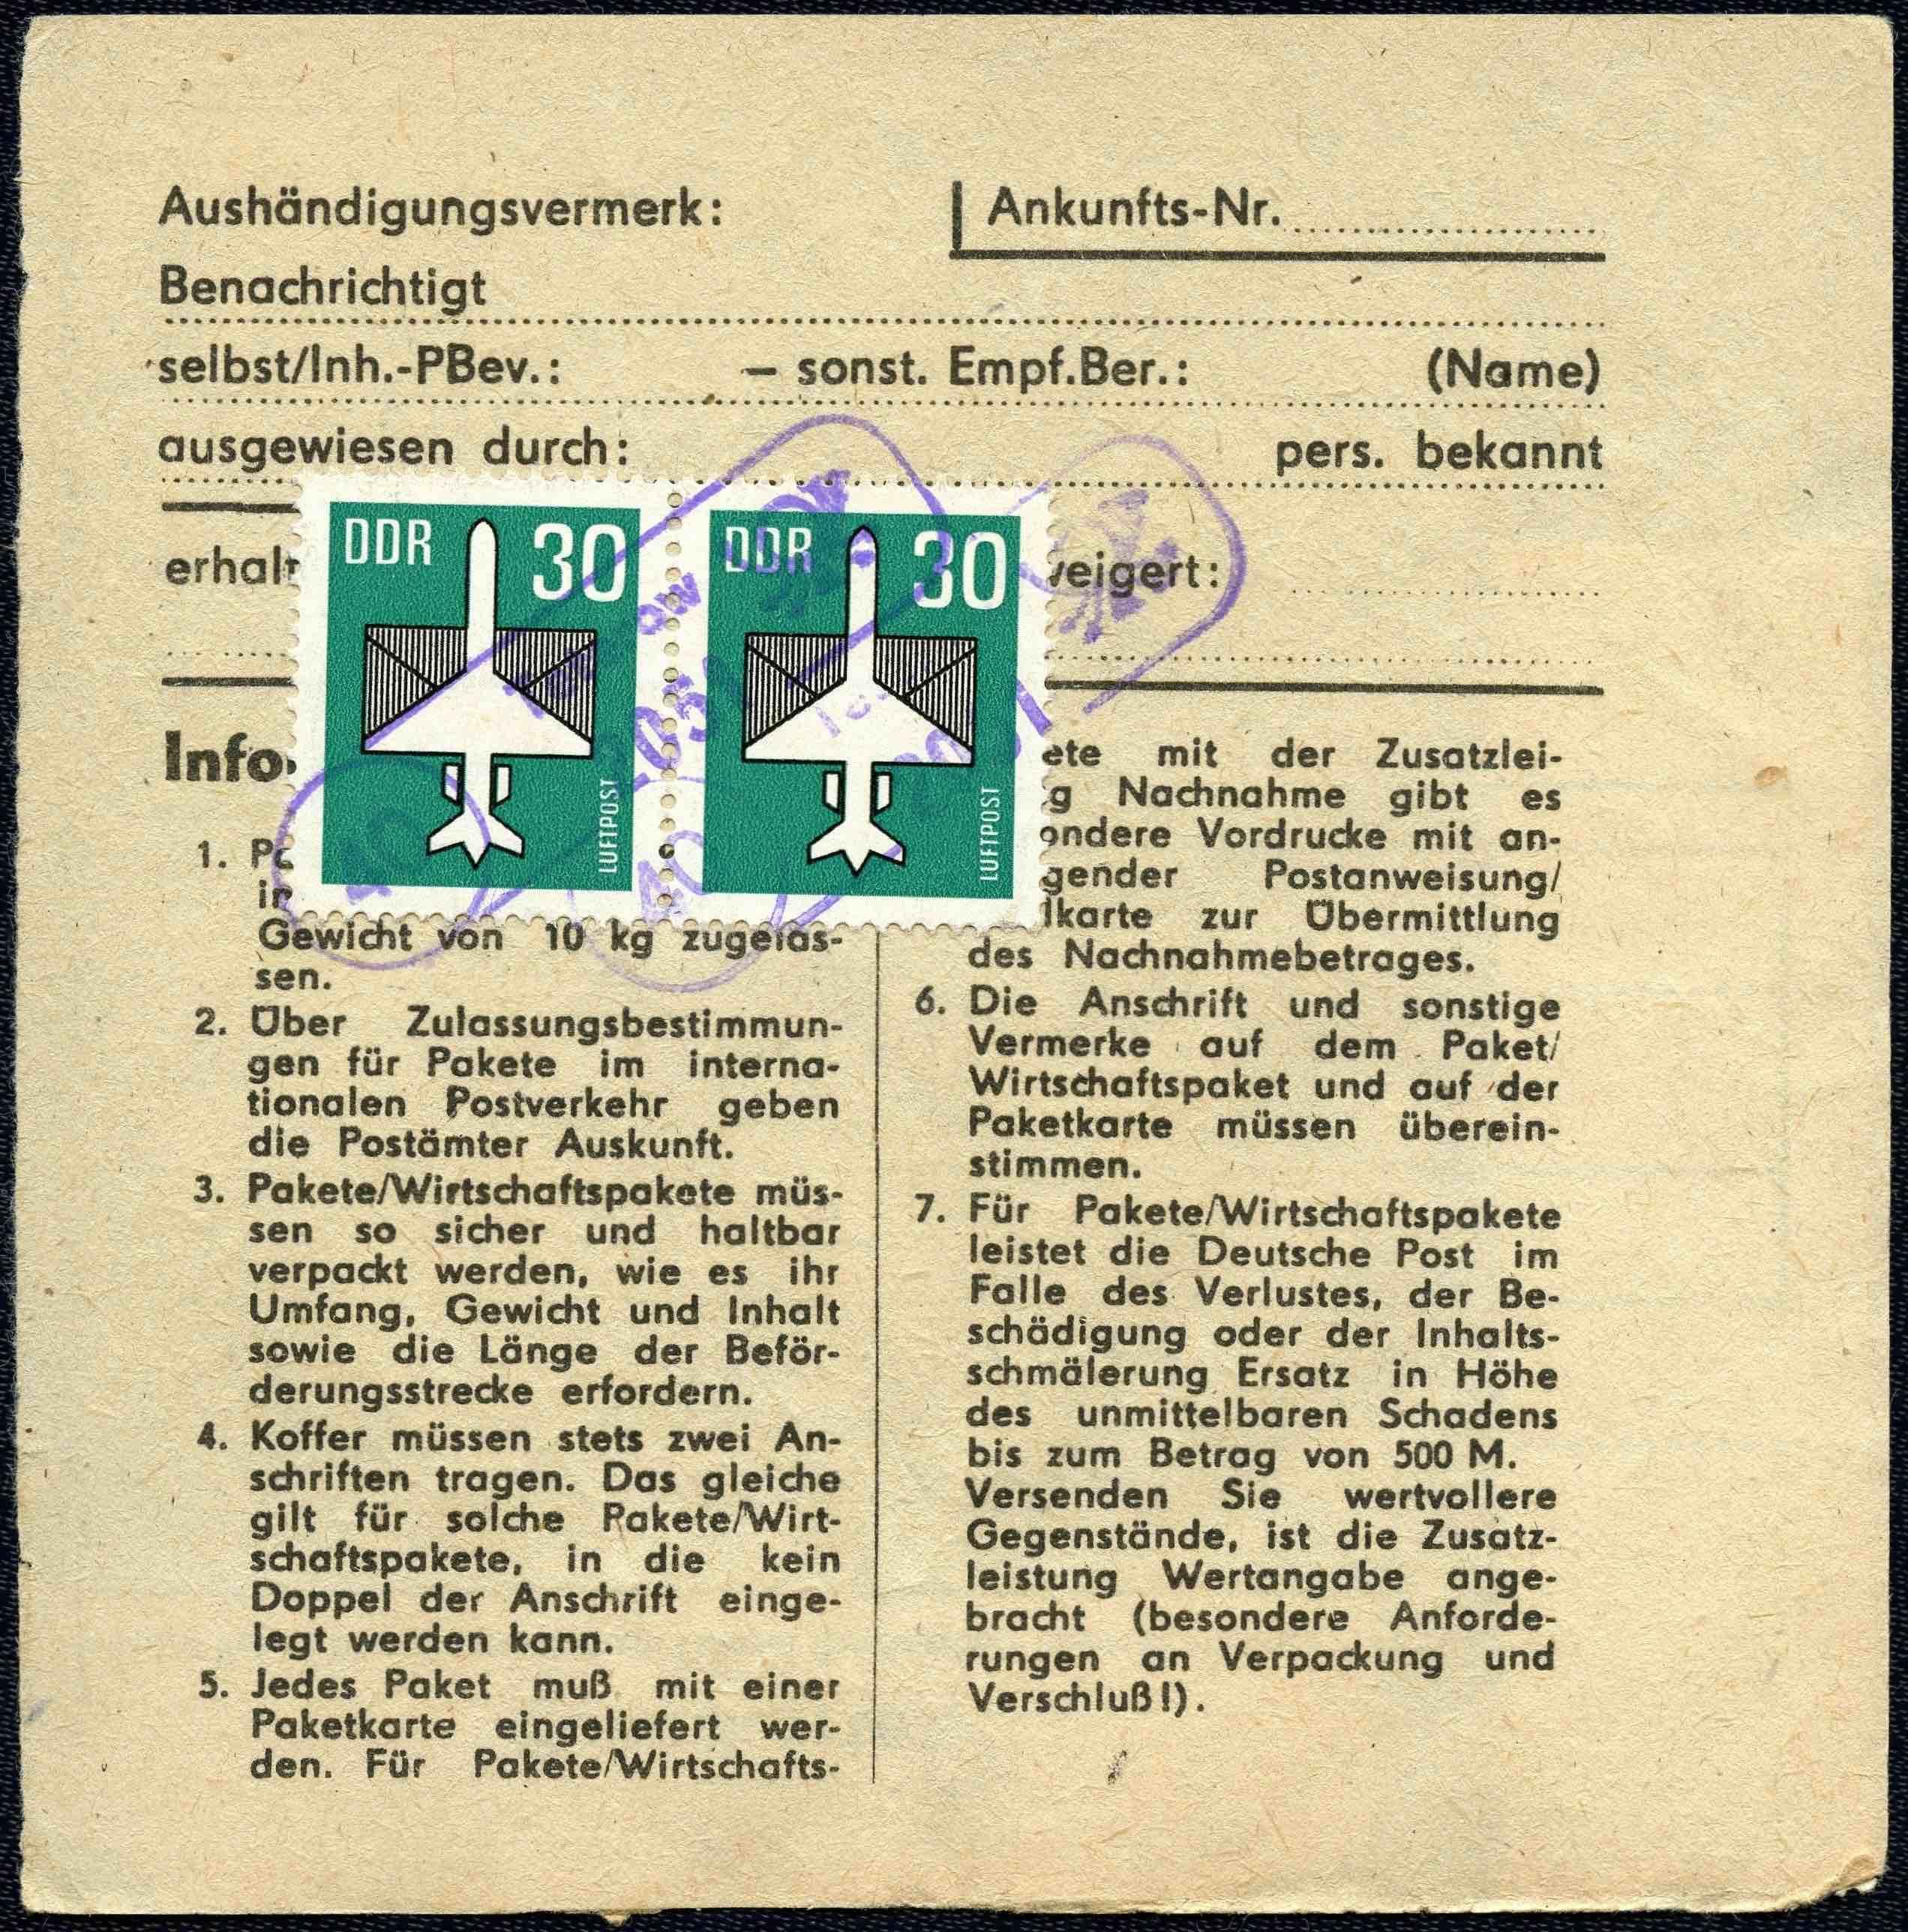 Aushändigungsvermerk:
Ankunfts-Nr.
Benachrichtigt
selbst/Inh.-PBev.: – sonst. Empf.Ber.: (Name)
ausgewiesen durch: pers. bekannt
DDR 30
LUFTPOST
DDR 30
LUFTPOST
erhalt
weigert:
Info
1. Pa
in
Gewicht von 10 kg zugelas-
sen.
2. Über Zulassungsbestimmun-
gen für Pakete im interna-
tionalen Postverkehr geben
die Postämter Auskunft.
3. Pakete/Wirtschaftspakete müs-
sen so sicher und haltbar
verpackt werden, wie es ihr
Umfang, Gewicht und Inhalt
sowie die Länge der Beför-
derungsstrecke erfordern.
4. Koffer müssen stets zwei An-
schriften tragen. Das gleiche
gilt für solche Pakete/Wirt-
schaftspakete, in die kein
Doppel der Anschrift einge-
legt werden kann.
5. Jedes Paket muß mit einer
Paketkarte eingeliefert wer-
den. Für Pakete/Wirtschafts-
ete mit der Zusatzlei-
g Nachnahme gibt es
ondere Vordrucke mit an-
gender Postanweisung/
lkarte zur Übermittlung
des Nachnahmebetrages.
6. Die Anschrift und sonstige
Vermerke auf dem Paket/
Wirtschaftspaket und auf der
Paketkarte müssen überein-
stimmen.
7. Für Pakete/Wirtschaftspakete
leistet die Deutsche Post im
Falle des Verlustes, der Be-
schädigung oder der Inhalts-
schmälerung Ersatz in Höhe
des unmittelbaren Schadens
bis zum Betrag von 500 M.
Versenden Sie wertvollere
Gegenstände, ist die Zusatz-
leistung Wertangabe ange-
bracht (besondere Anforde-
rungen an Verpackung und
Verschluß!).